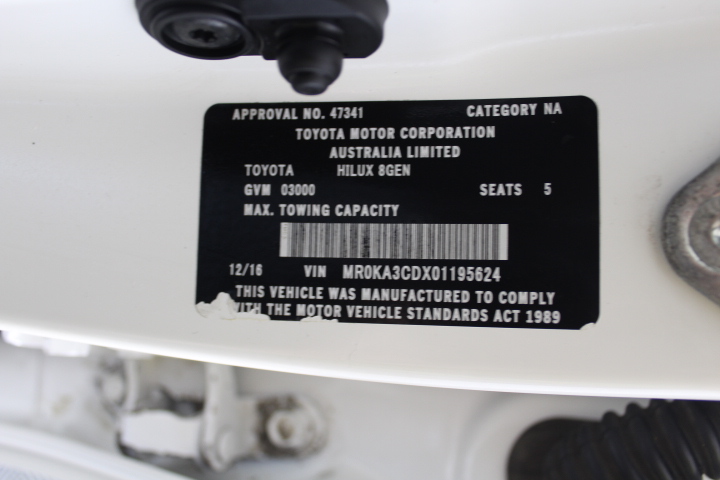 APPROVAL NO. 47341 CATEGORY NA
TOYOTA MOTOR CORPORATION
AUSTRALIA LIMITED
TOYOTA HILUX 8GEN
GVM 03000 SEATS 5
MAX. TOWING CAPACITY
12/16 VIN MR0KA3CDX01195624
THIS VEHICLE WAS MANUFACTURED TO COMPLY
WITH THE MOTOR VEHICLE STANDARDS ACT 1989